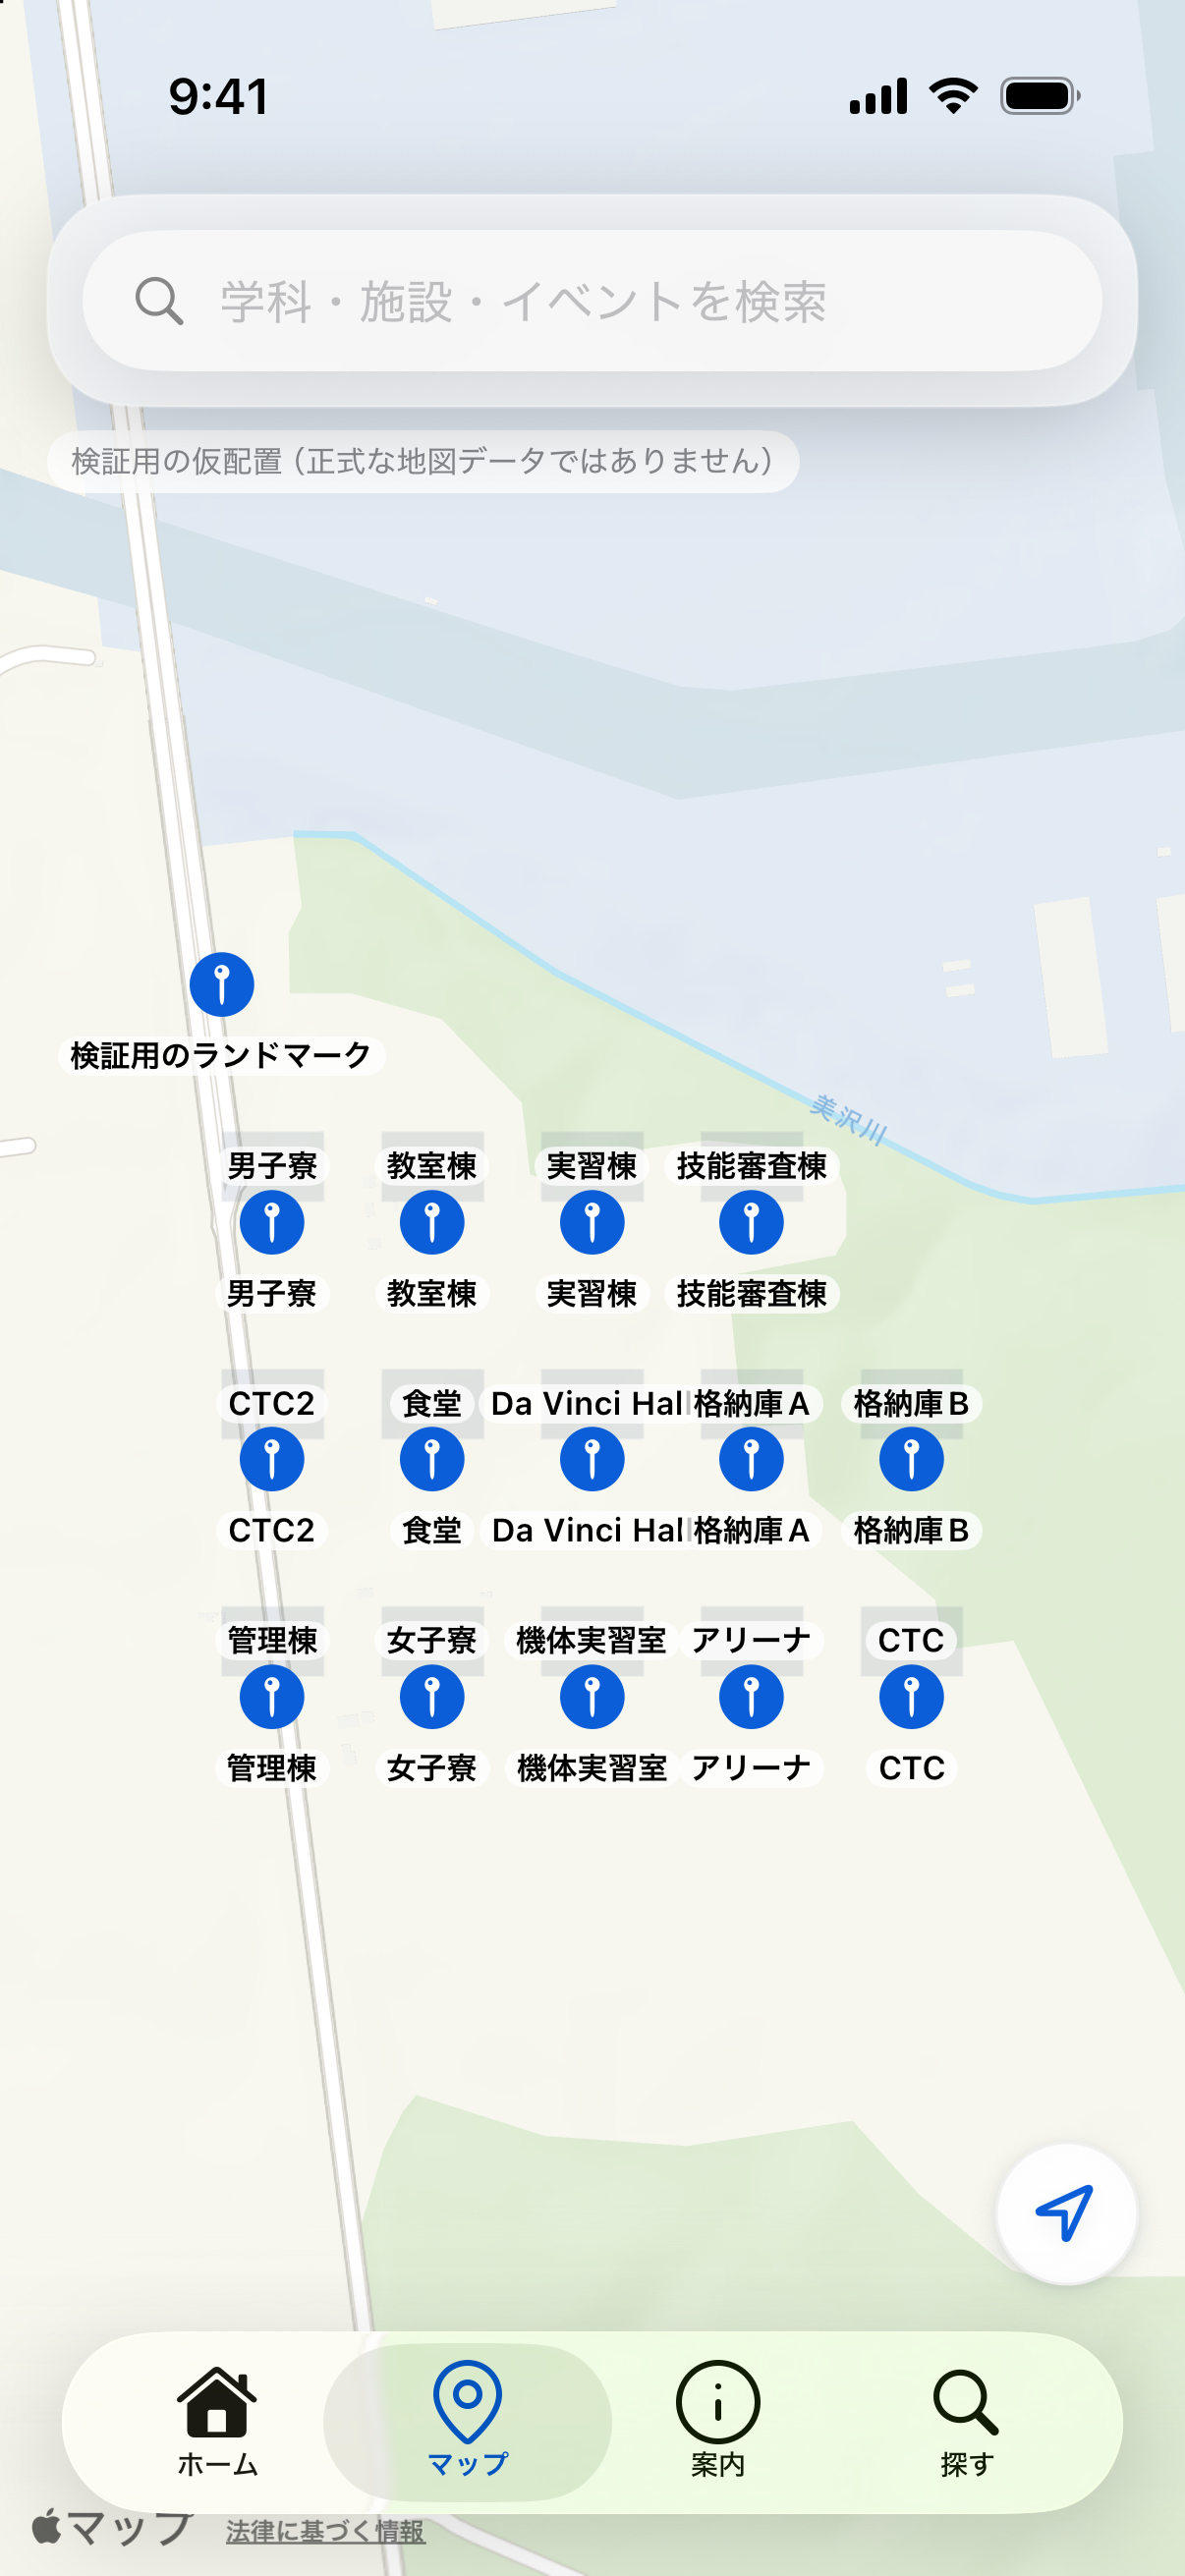 9:41
学科・施設・イベントを検索
検証用の仮配置（正式な地図データではありません）
検証用のランドマーク
美沢川
男子寮 教室棟 実習棟 技能審査棟
男子寮 教室棟 実習棟 技能審査棟
CTC2 食堂 Da Vinci Hall 格納庫A 格納庫B
CTC2 食堂 Da Vinci Hall 格納庫A 格納庫B
管理棟 女子寮 機体実習室 アリーナ CTC
管理棟 女子寮 機体実習室 アリーナ CTC
ホーム マップ 案内 探す
マップ 法律に基づく情報